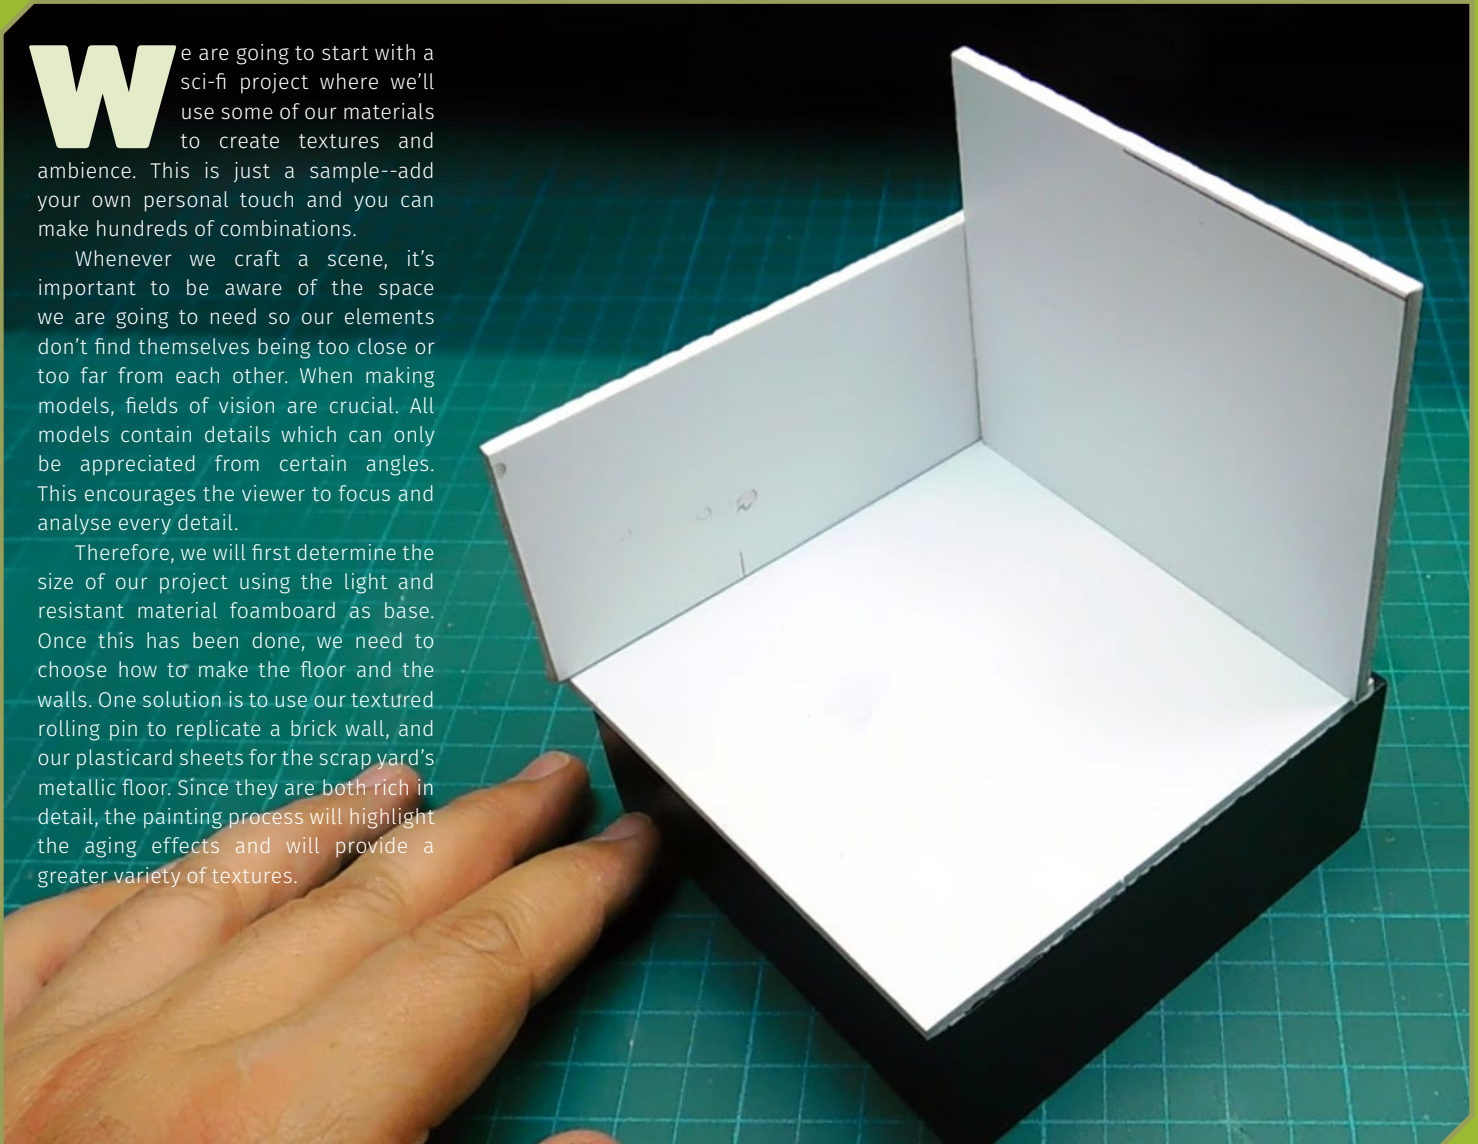 We are going to start with a
sci-fi project where we’ll
use some of our materials
to create textures and
ambience. This is just a sample--add
your own personal touch and you can
make hundreds of combinations.
Whenever we craft a scene, it’s
important to be aware of the space
we are going to need so our elements
don’t find themselves being too close or
too far from each other. When making
models, fields of vision are crucial. All
models contain details which can only
be appreciated from certain angles.
This encourages the viewer to focus and
analyse every detail.
Therefore, we will first determine the
size of our project using the light and
resistant material foamboard as base.
Once this has been done, we need to
choose how to make the floor and the
walls. One solution is to use our textured
rolling pin to replicate a brick wall, and
our plasticard sheets for the scrap yard’s
metallic floor. Since they are both rich in
detail, the painting process will highlight
the aging effects and will provide a
greater variety of textures.